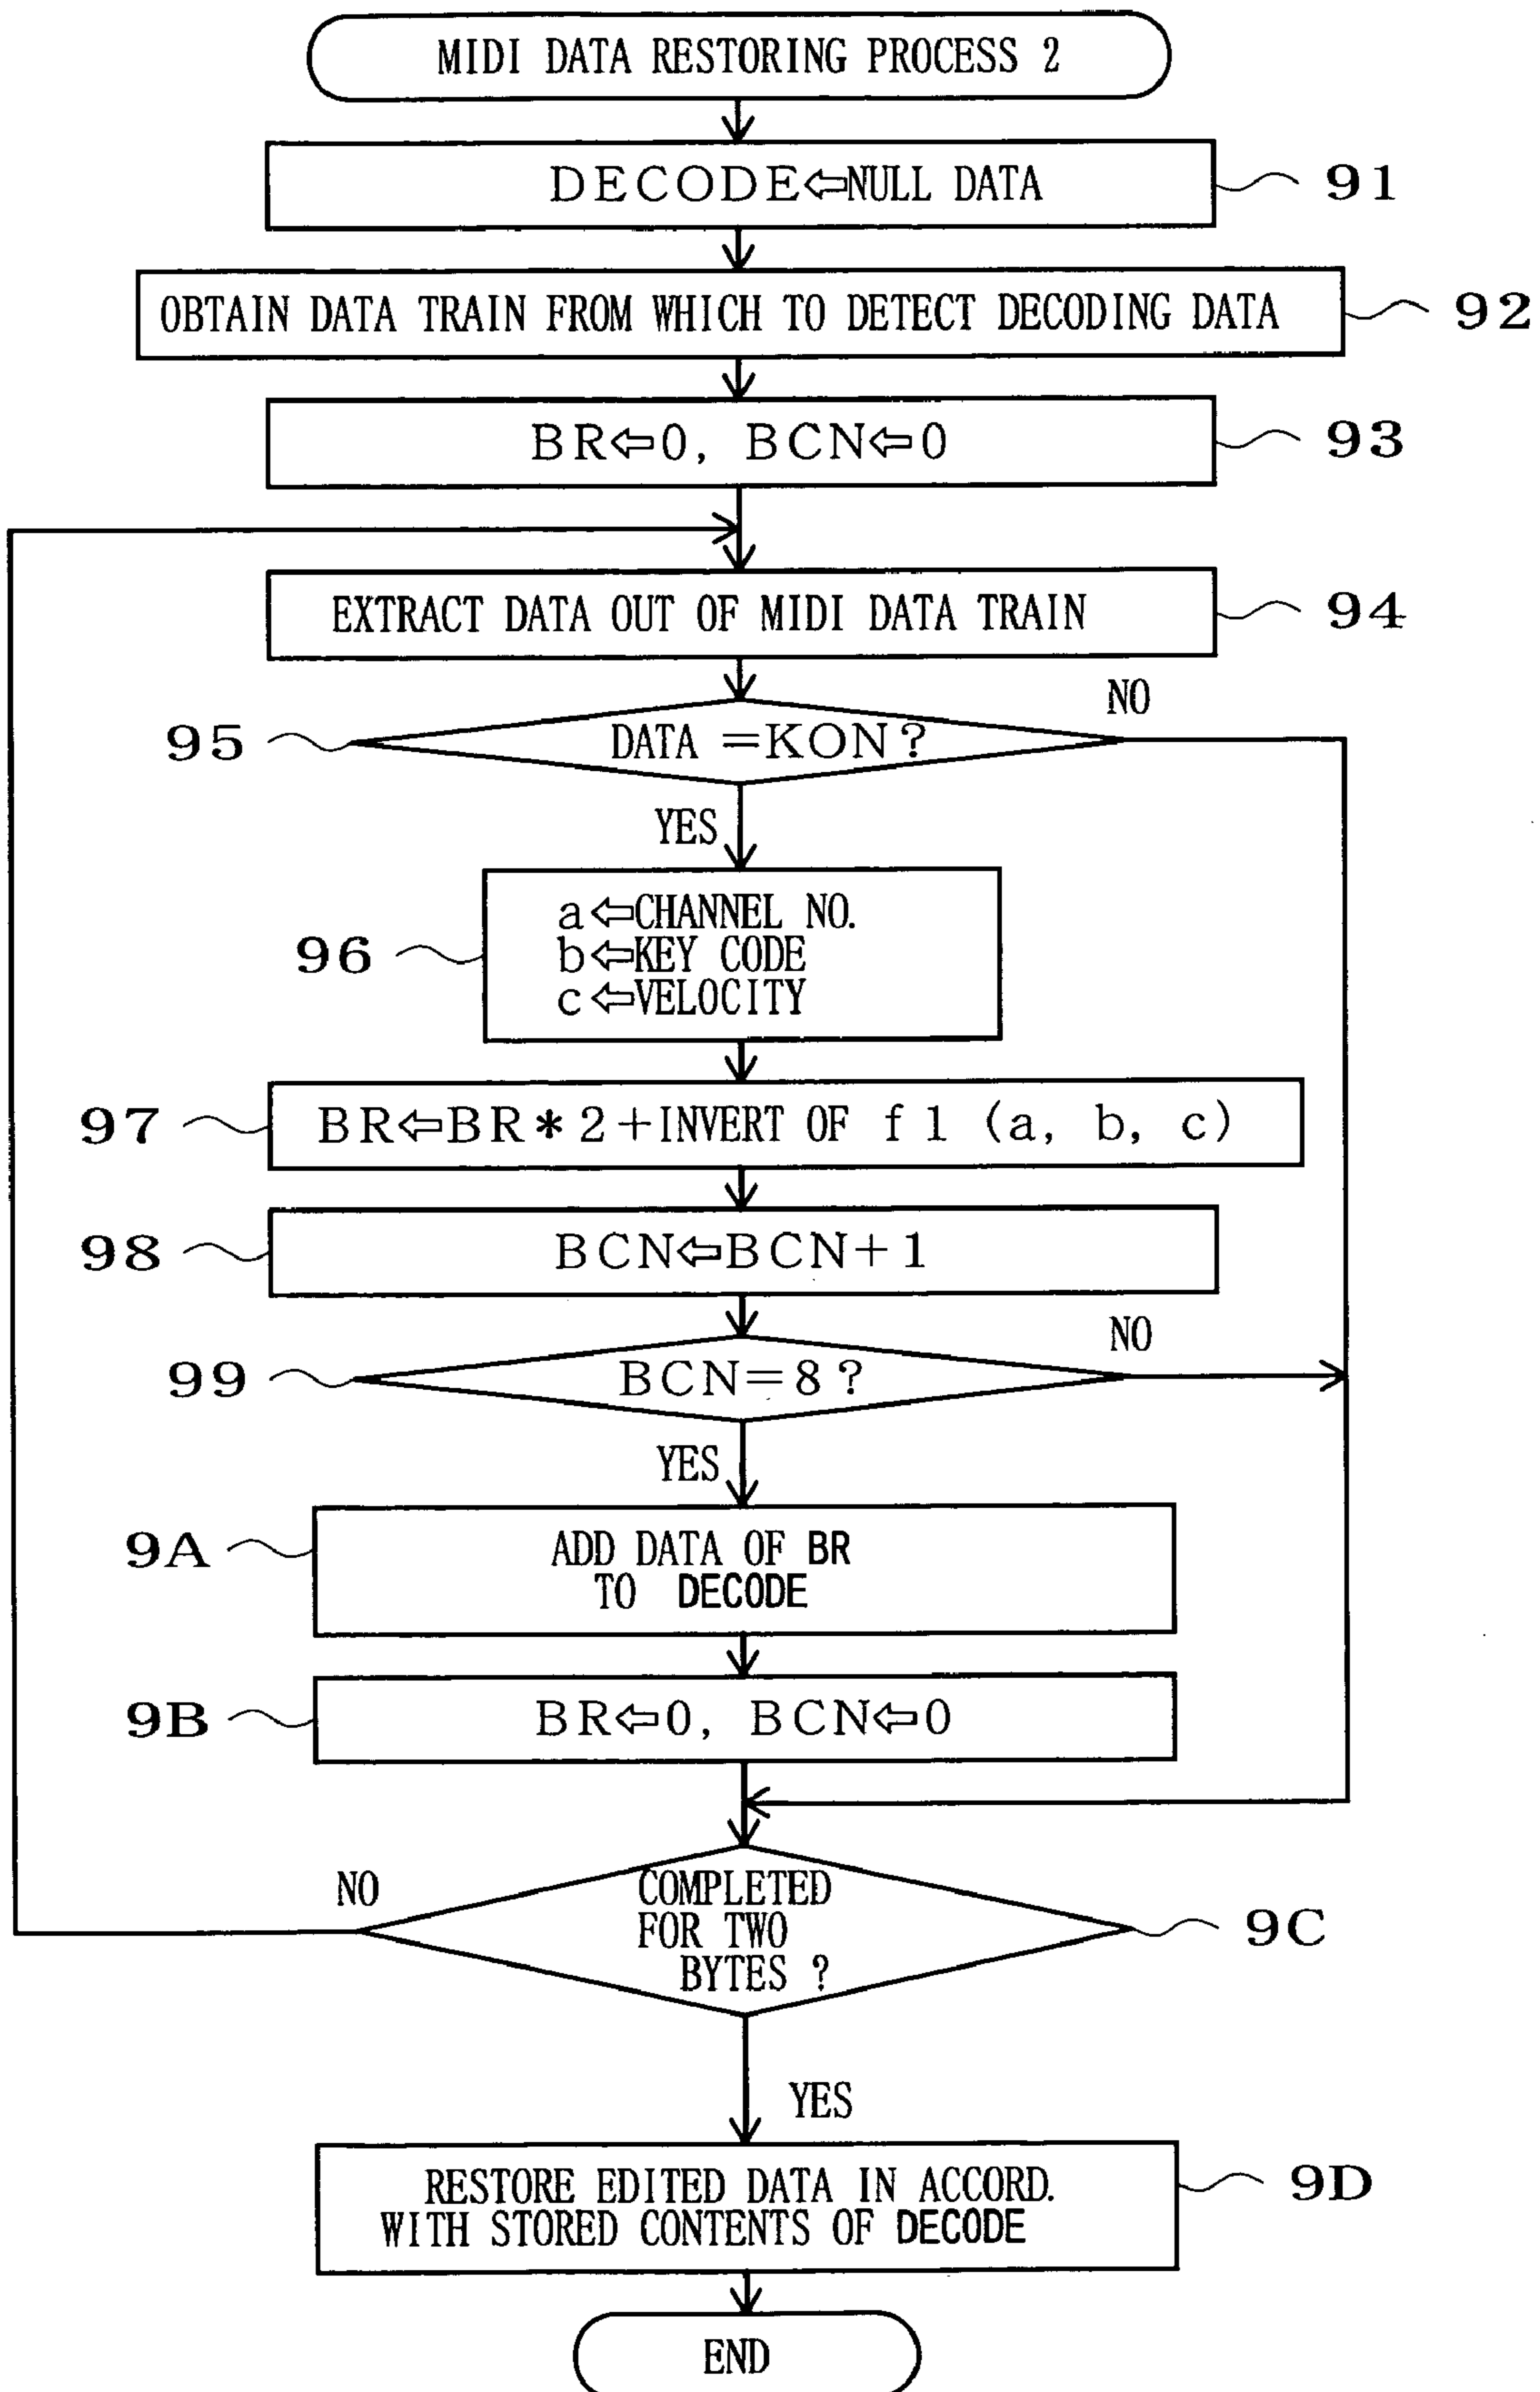 MIDI DATA RESTORING PROCESS 2
DECODE⇦NULL DATA
91
OBTAIN DATA TRAIN FROM WHICH TO DETECT DECODING DATA
92
BR⇦0, BCN⇦0
93
EXTRACT DATA OUT OF MIDI DATA TRAIN
94
NO
95
DATA =KON?
YES
a⇦CHANNEL NO.
96
b⇦KEY CODE
c⇦VELOCITY
97
BR⇦BR*2+INVERT OF f1 (a, b, c)
98
BCN⇦BCN+1
NO
99
BCN=8?
YES
9A
ADD DATA OF BR
TO DECODE
9B
BR⇦0, BCN⇦0
NO
COMPLETED
FOR TWO
BYTES ?
9C
YES
RESTORE EDITED DATA IN ACCORD.
WITH STORED CONTENTS OF DECODE
9D
END